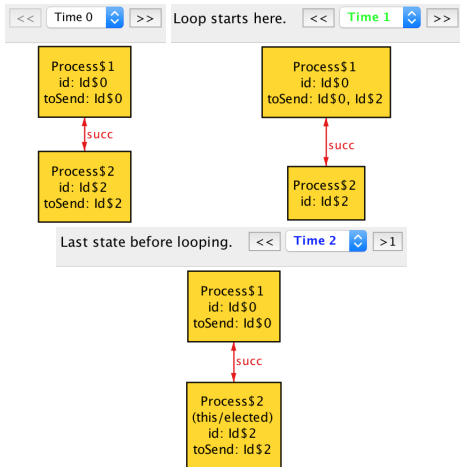 << Time 0 >>
Process$1
id: Id$0
toSend: Id$0
succ
Process$2
id: Id$2
toSend: Id$2
Loop starts here. << Time 1 >>
Process$1
id: Id$0
toSend: Id$0, Id$2
succ
Process$2
id: Id$2
Last state before looping. << Time 2 >1
Process$1
id: Id$0
toSend: Id$0
succ
Process$2
(this/elected)
id: Id$2
toSend: Id$2